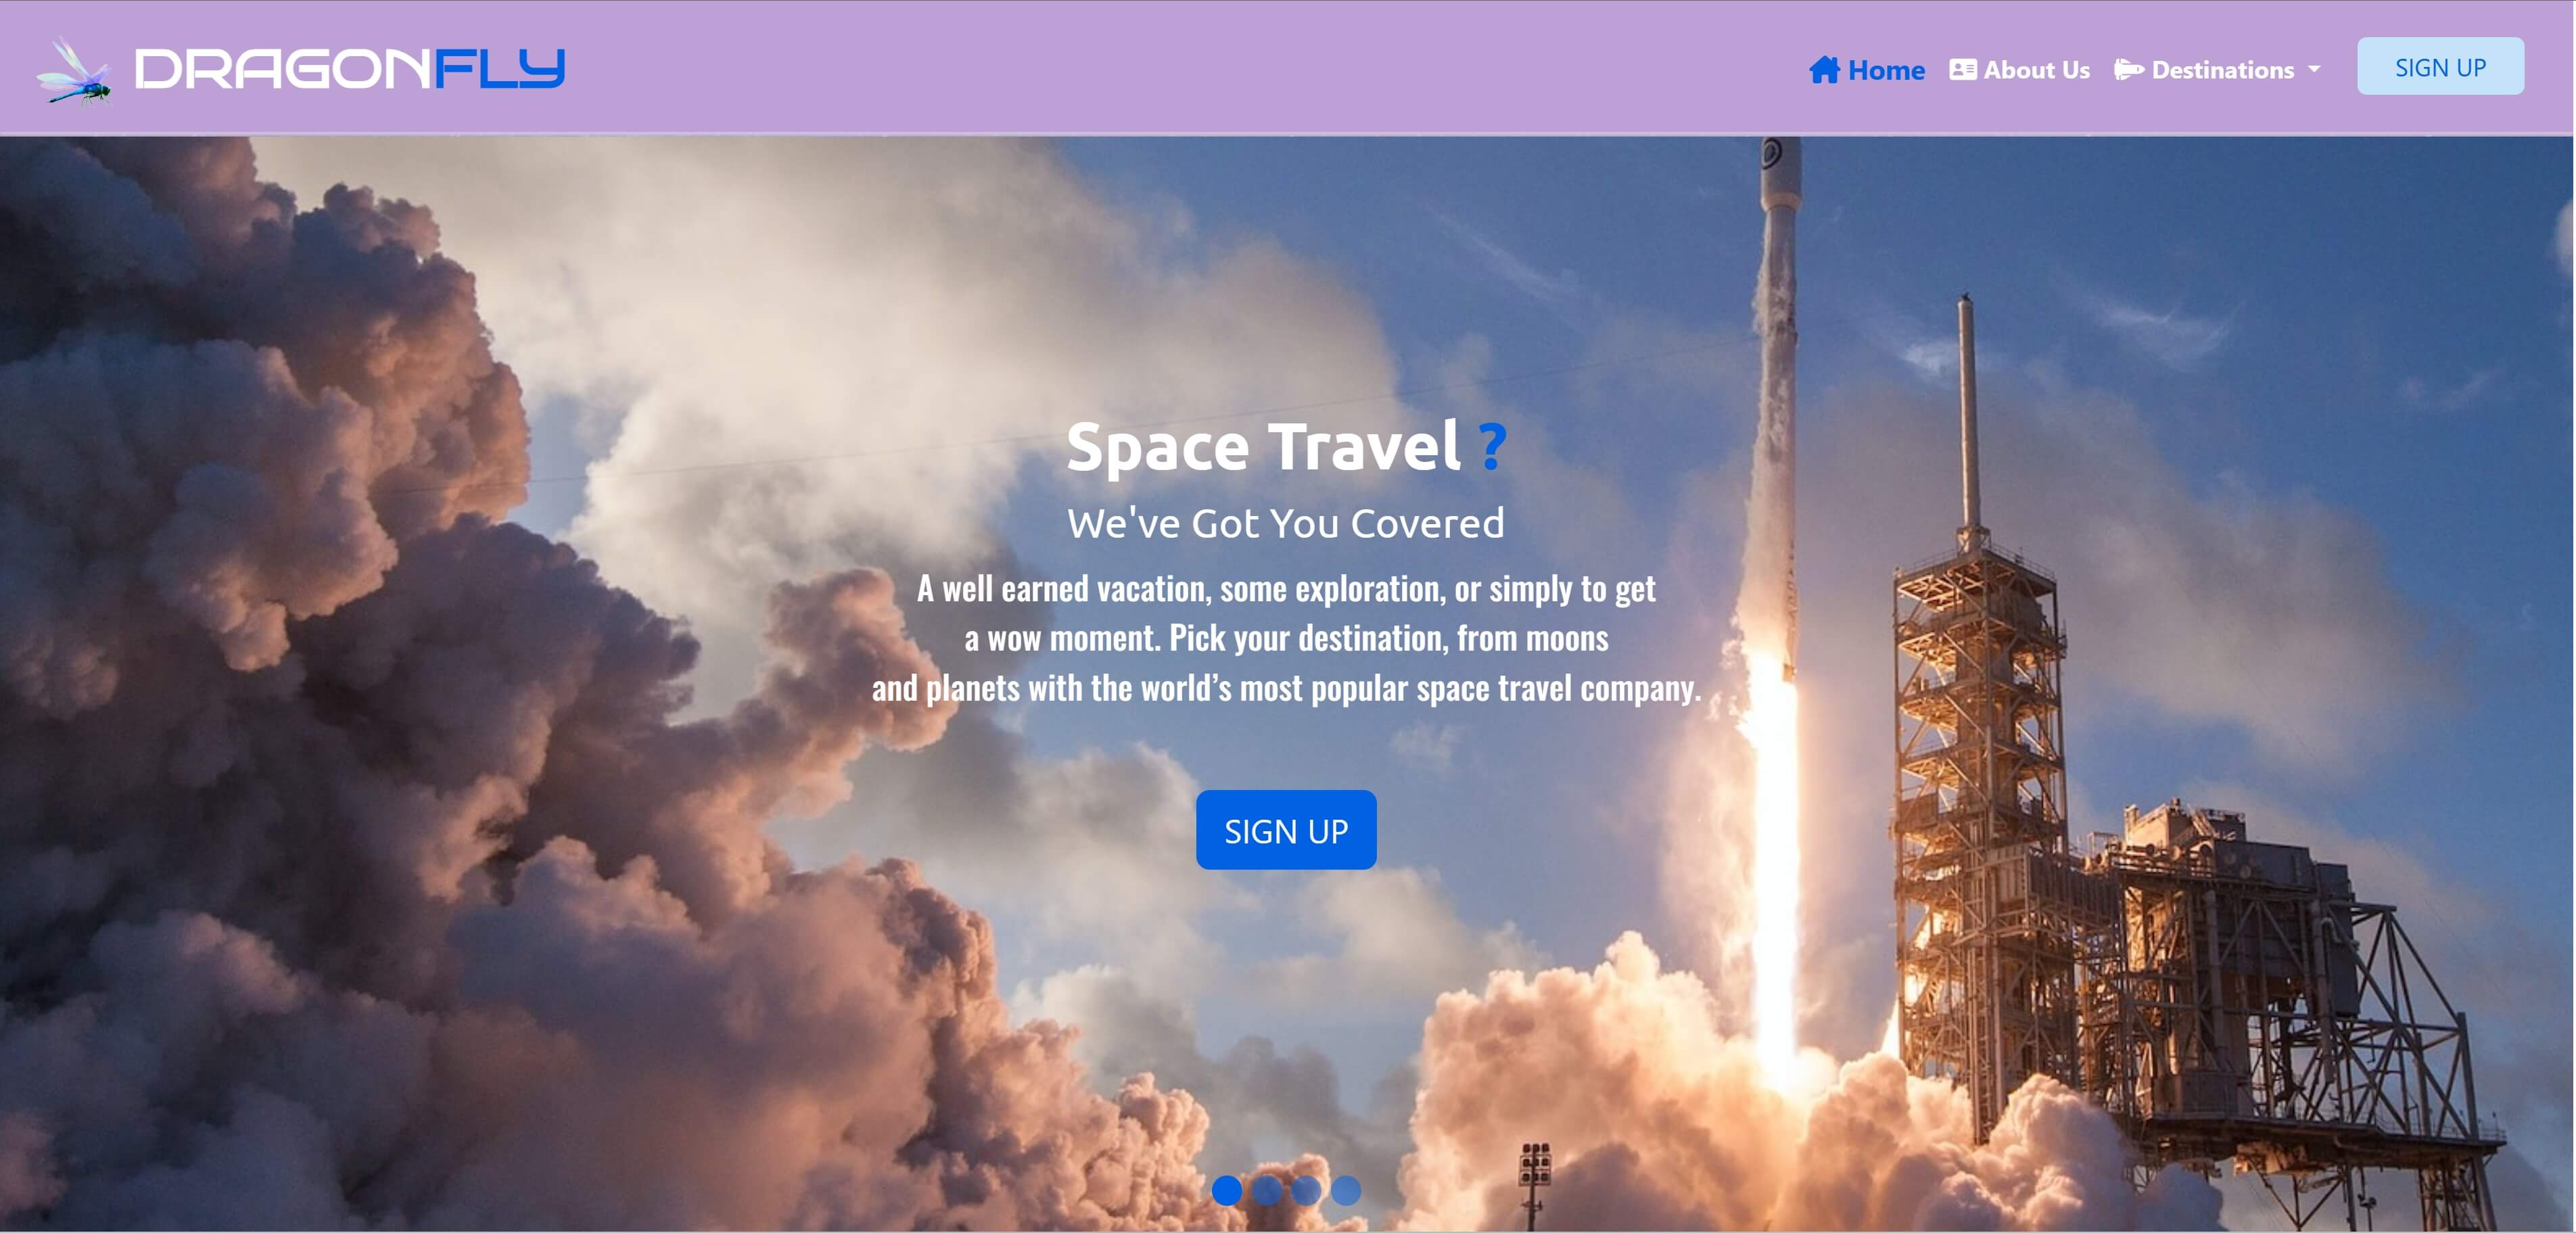 DRAGONFLY
Home About Us Destinations SIGN UP
Space Travel ?
We've Got You Covered
A well earned vacation, some exploration, or simply to get
a wow moment. Pick your destination, from moons
and planets with the world’s most popular space travel company.
SIGN UP